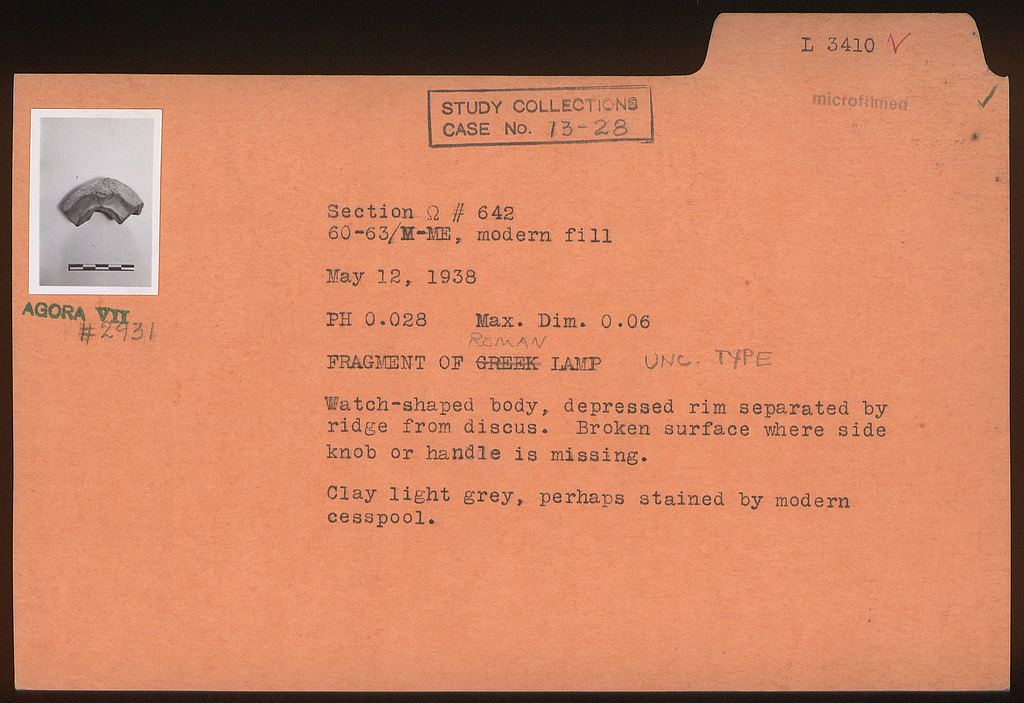 L 3410 ✓
microfilmed
STUDY COLLECTIONS
CASE No. 13-28
AGORA VII
#2931
Section Ω # 642
60-63/M-ME, modern fill
May 12, 1938
PH 0.028 Max. Dim. 0.06
ROMAN
FRAGMENT OF GREEK LAMP UNC. TYPE
Watch-shaped body, depressed rim separated by
ridge from discus. Broken surface where side
knob or handle is missing.
Clay light grey, perhaps stained by modern
cesspool.